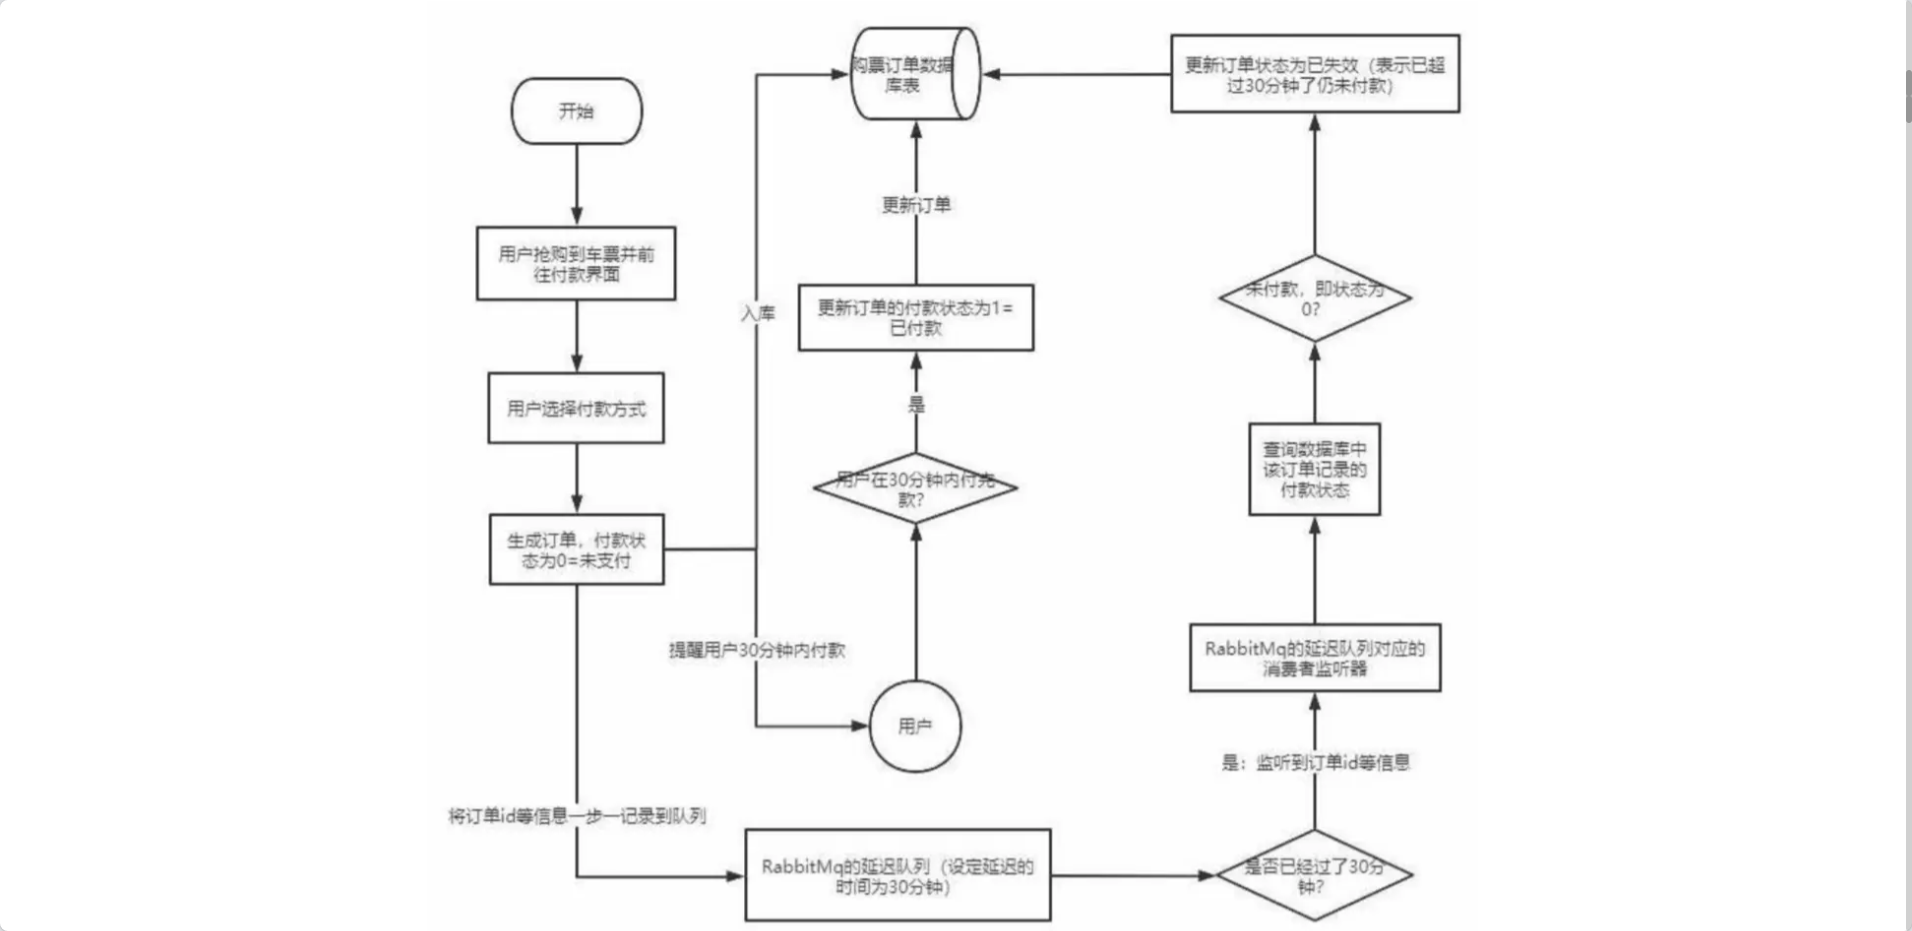 开始
用户抢购到车票并前
往付款界面
用户选择付款方式
生成订单，付款状
态为0=未支付
将订单id等信息一步一记录到队列
入库
提醒用户30分钟内付款
购票订单数据
库表
更新订单
更新订单的付款状态为1=
已付款
是
用户在30分钟内付完
款?
用户
RabbitMq的延迟队列（设定延迟的
时间为30分钟）
更新订单状态为已失效（表示已超
过30分钟了仍未付款）
未付款，即状态为
0?
查询数据库中
该订单记录的
付款状态
RabbitMq的延迟队列对应的
消费者监听器
是：监听到订单id等信息
是否已经过了30分
钟?